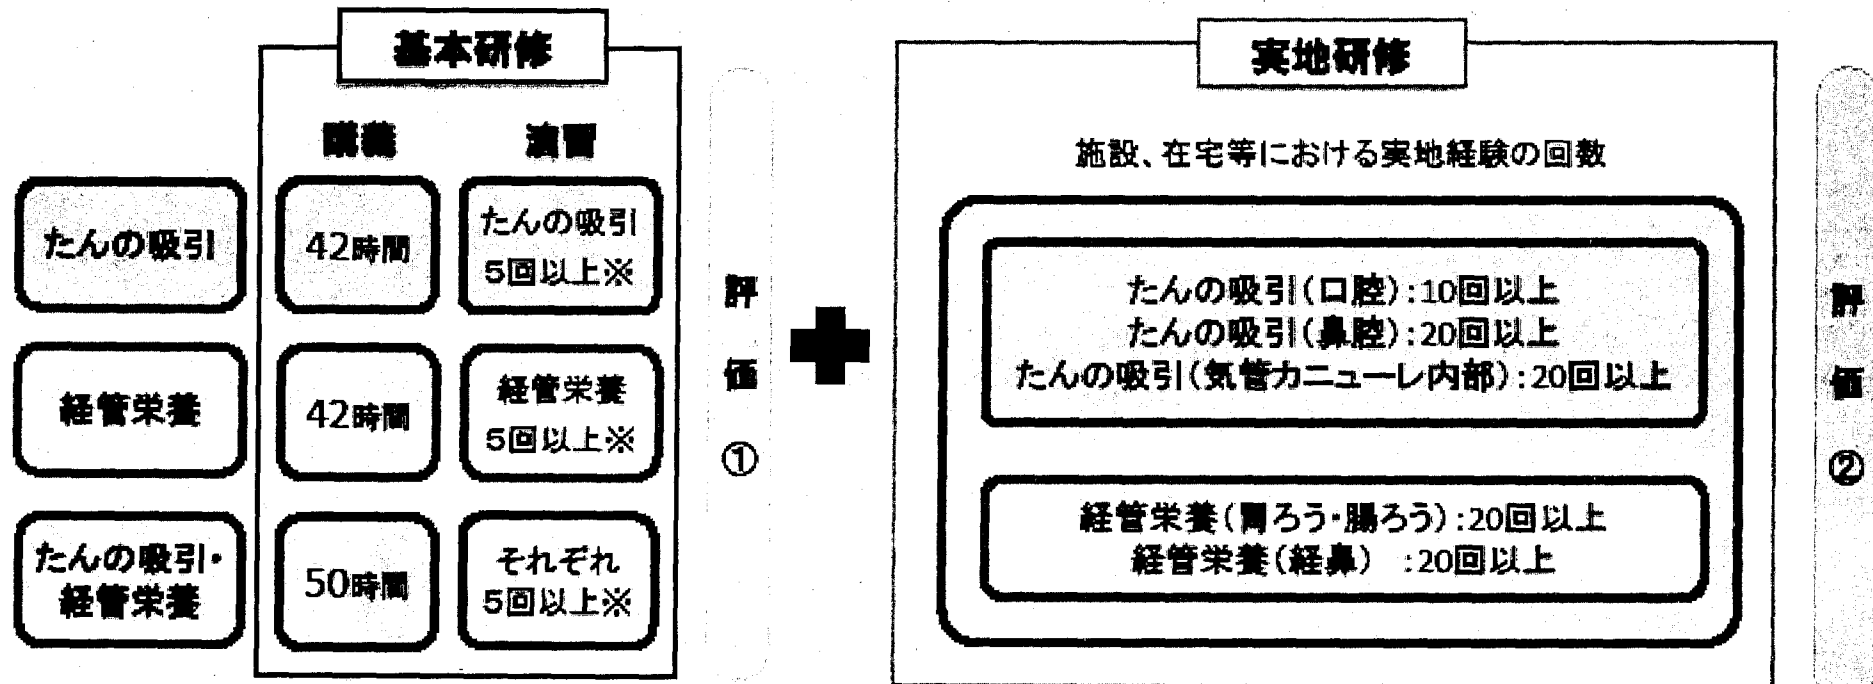 基本研修
講義
演習
たんの吸引
42時間
たんの吸引
5回以上※
経管栄養
42時間
経管栄養
5回以上※
たんの吸引・
経管栄養
50時間
それぞれ
5回以上※
評
価
①
実地研修
施設、在宅等における実地経験の回数
たんの吸引(口腔):10回以上
たんの吸引(鼻腔):20回以上
たんの吸引(気管カニューレ内部):20回以上
経管栄養(胃ろう・腸ろう):20回以上
経管栄養(経鼻) :20回以上
評
価
②